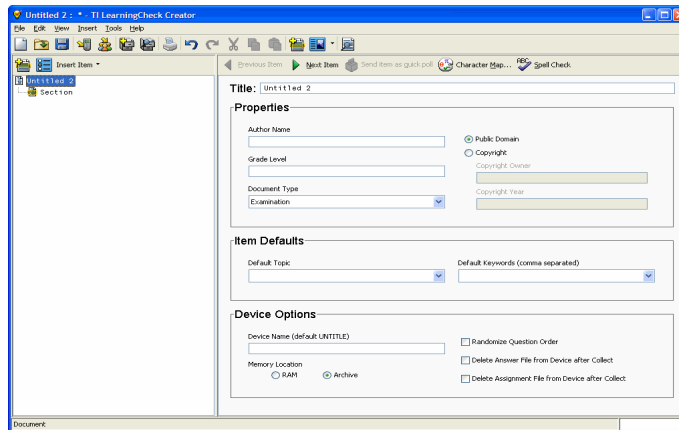 Untitled 2 : * - TI LearningCheck Creator
File Edit View Insert Tools Help
Insert Item
Previous Item Next Item Send item as quick poll Character Map... ABC Spell Check
Untitled 2
Section
Title: Untitled 2
Properties
Author Name
Public Domain
Copyright
Grade Level
Copyright Owner
Document Type
Examination
Copyright Year
Item Defaults
Default Topic Default Keywords (comma separated)
Device Options
Device Name (default UNTITLE)
Randomize Question Order
Delete Answer File from Device after Collect
Memory Location
RAM Archive
Delete Assignment File from Device after Collect
Document